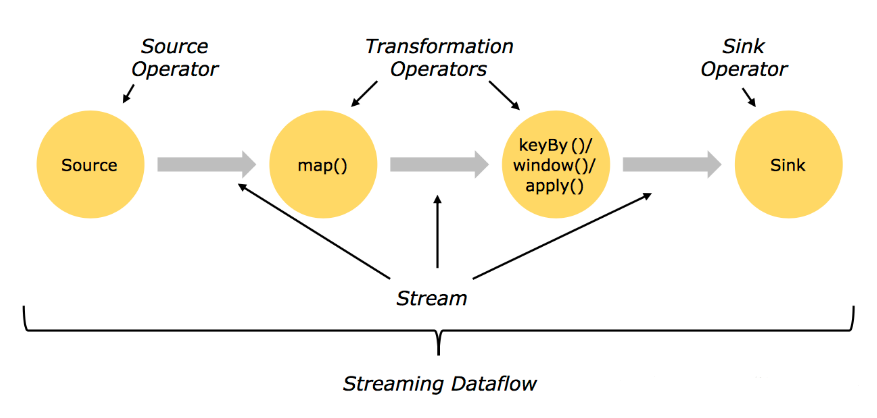 Source
Operator
Transformation
Operators
Sink
Operator
Source
map()
keyBy()/
window()/
apply()
Sink
Stream
Streaming Dataflow